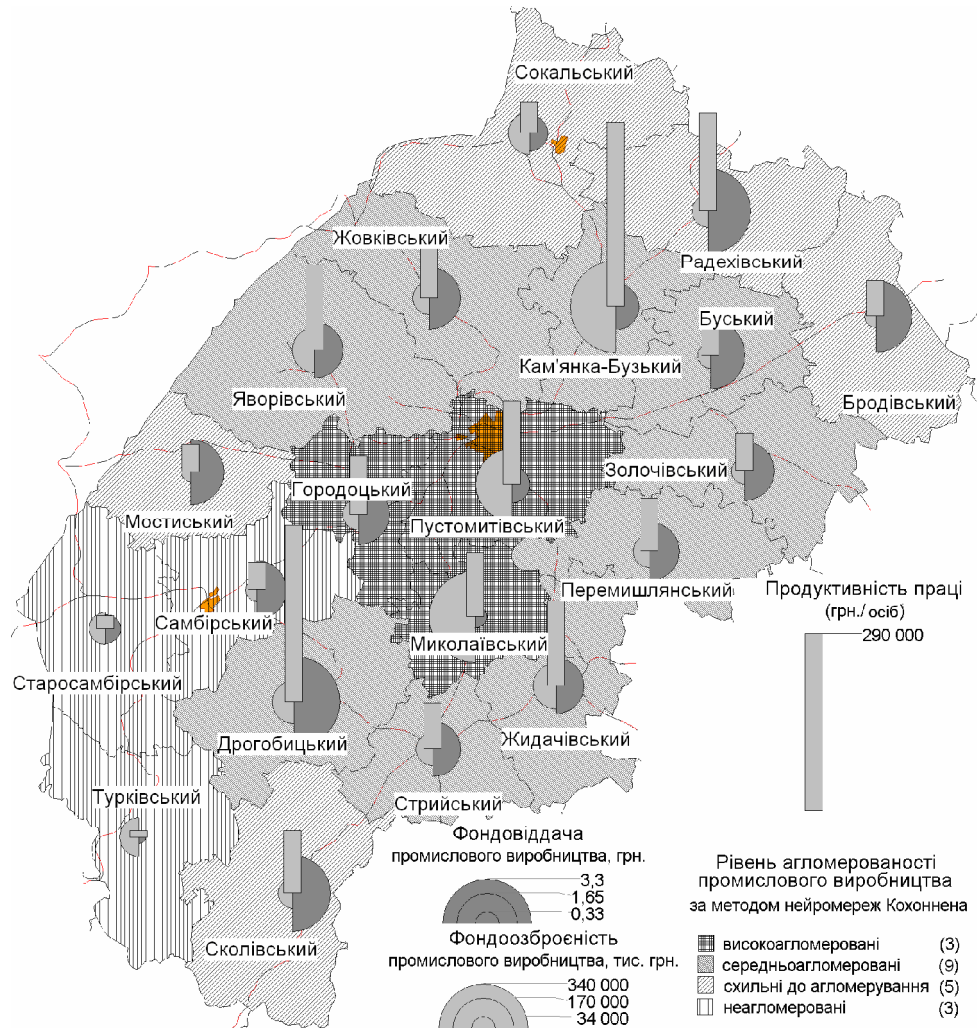 Сокальський
Жовківський
Радехівський
Буський
Кам'янка-Бузький
Яворівський
Бродівський
Золочівський
Городоцький
Мостиський
Пустомитівський
Перемишлянський
Продуктивність праці
(грн./осіб)
290 000
Самбірський
Миколаївський
Старосамбірський
Дрогобицький
Жидачівський
Турківський
Стрийський
Фондовіддача
промислового виробництва, грн.
3,3
1,65
0,33
Сколівський
Фондоозброєність
промислового виробництва, тис. грн.
340 000
170 000
34 000
Рівень агломерованості
промислового виробництва
за методом нейромереж Кохоннена
високоагломеровані (3)
середньоагломеровані (9)
схильні до агломерування (5)
неагломеровані (3)